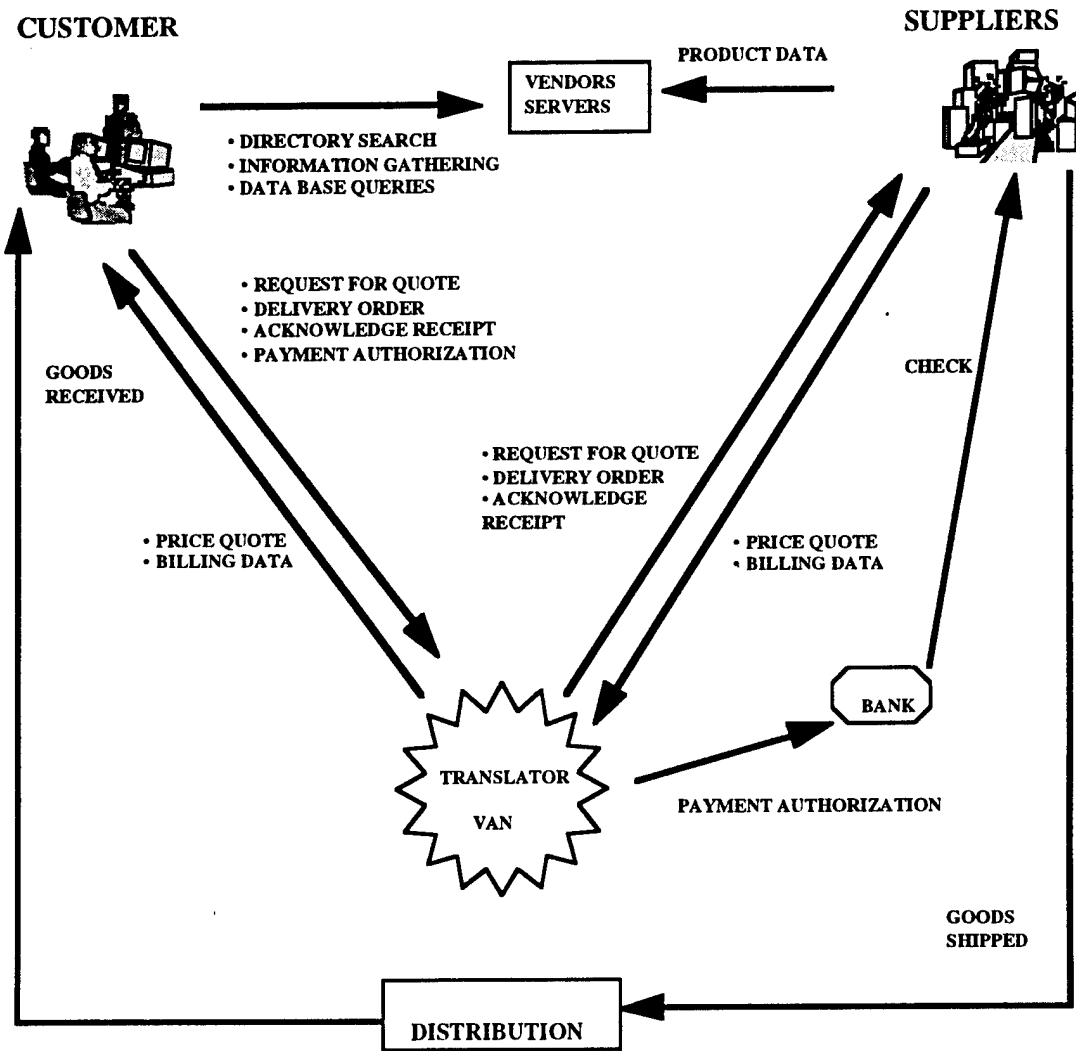 CUSTOMER
SUPPLIERS
PRODUCT DATA
VENDORS
SERVERS
• DIRECTORY SEARCH
• INFORMATION GATHERING
• DATA BASE QUERIES
• REQUEST FOR QUOTE
• DELIVERY ORDER
• ACKNOWLEDGE RECEIPT
• PAYMENT AUTHORIZATION
GOODS
RECEIVED
CHECK
• REQUEST FOR QUOTE
• DELIVERY ORDER
• ACKNOWLEDGE
RECEIPT
• PRICE QUOTE
• BILLING DATA
• PRICE QUOTE
• BILLING DATA
BANK
TRANSLATOR
VAN
PAYMENT AUTHORIZATION
GOODS
SHIPPED
DISTRIBUTION